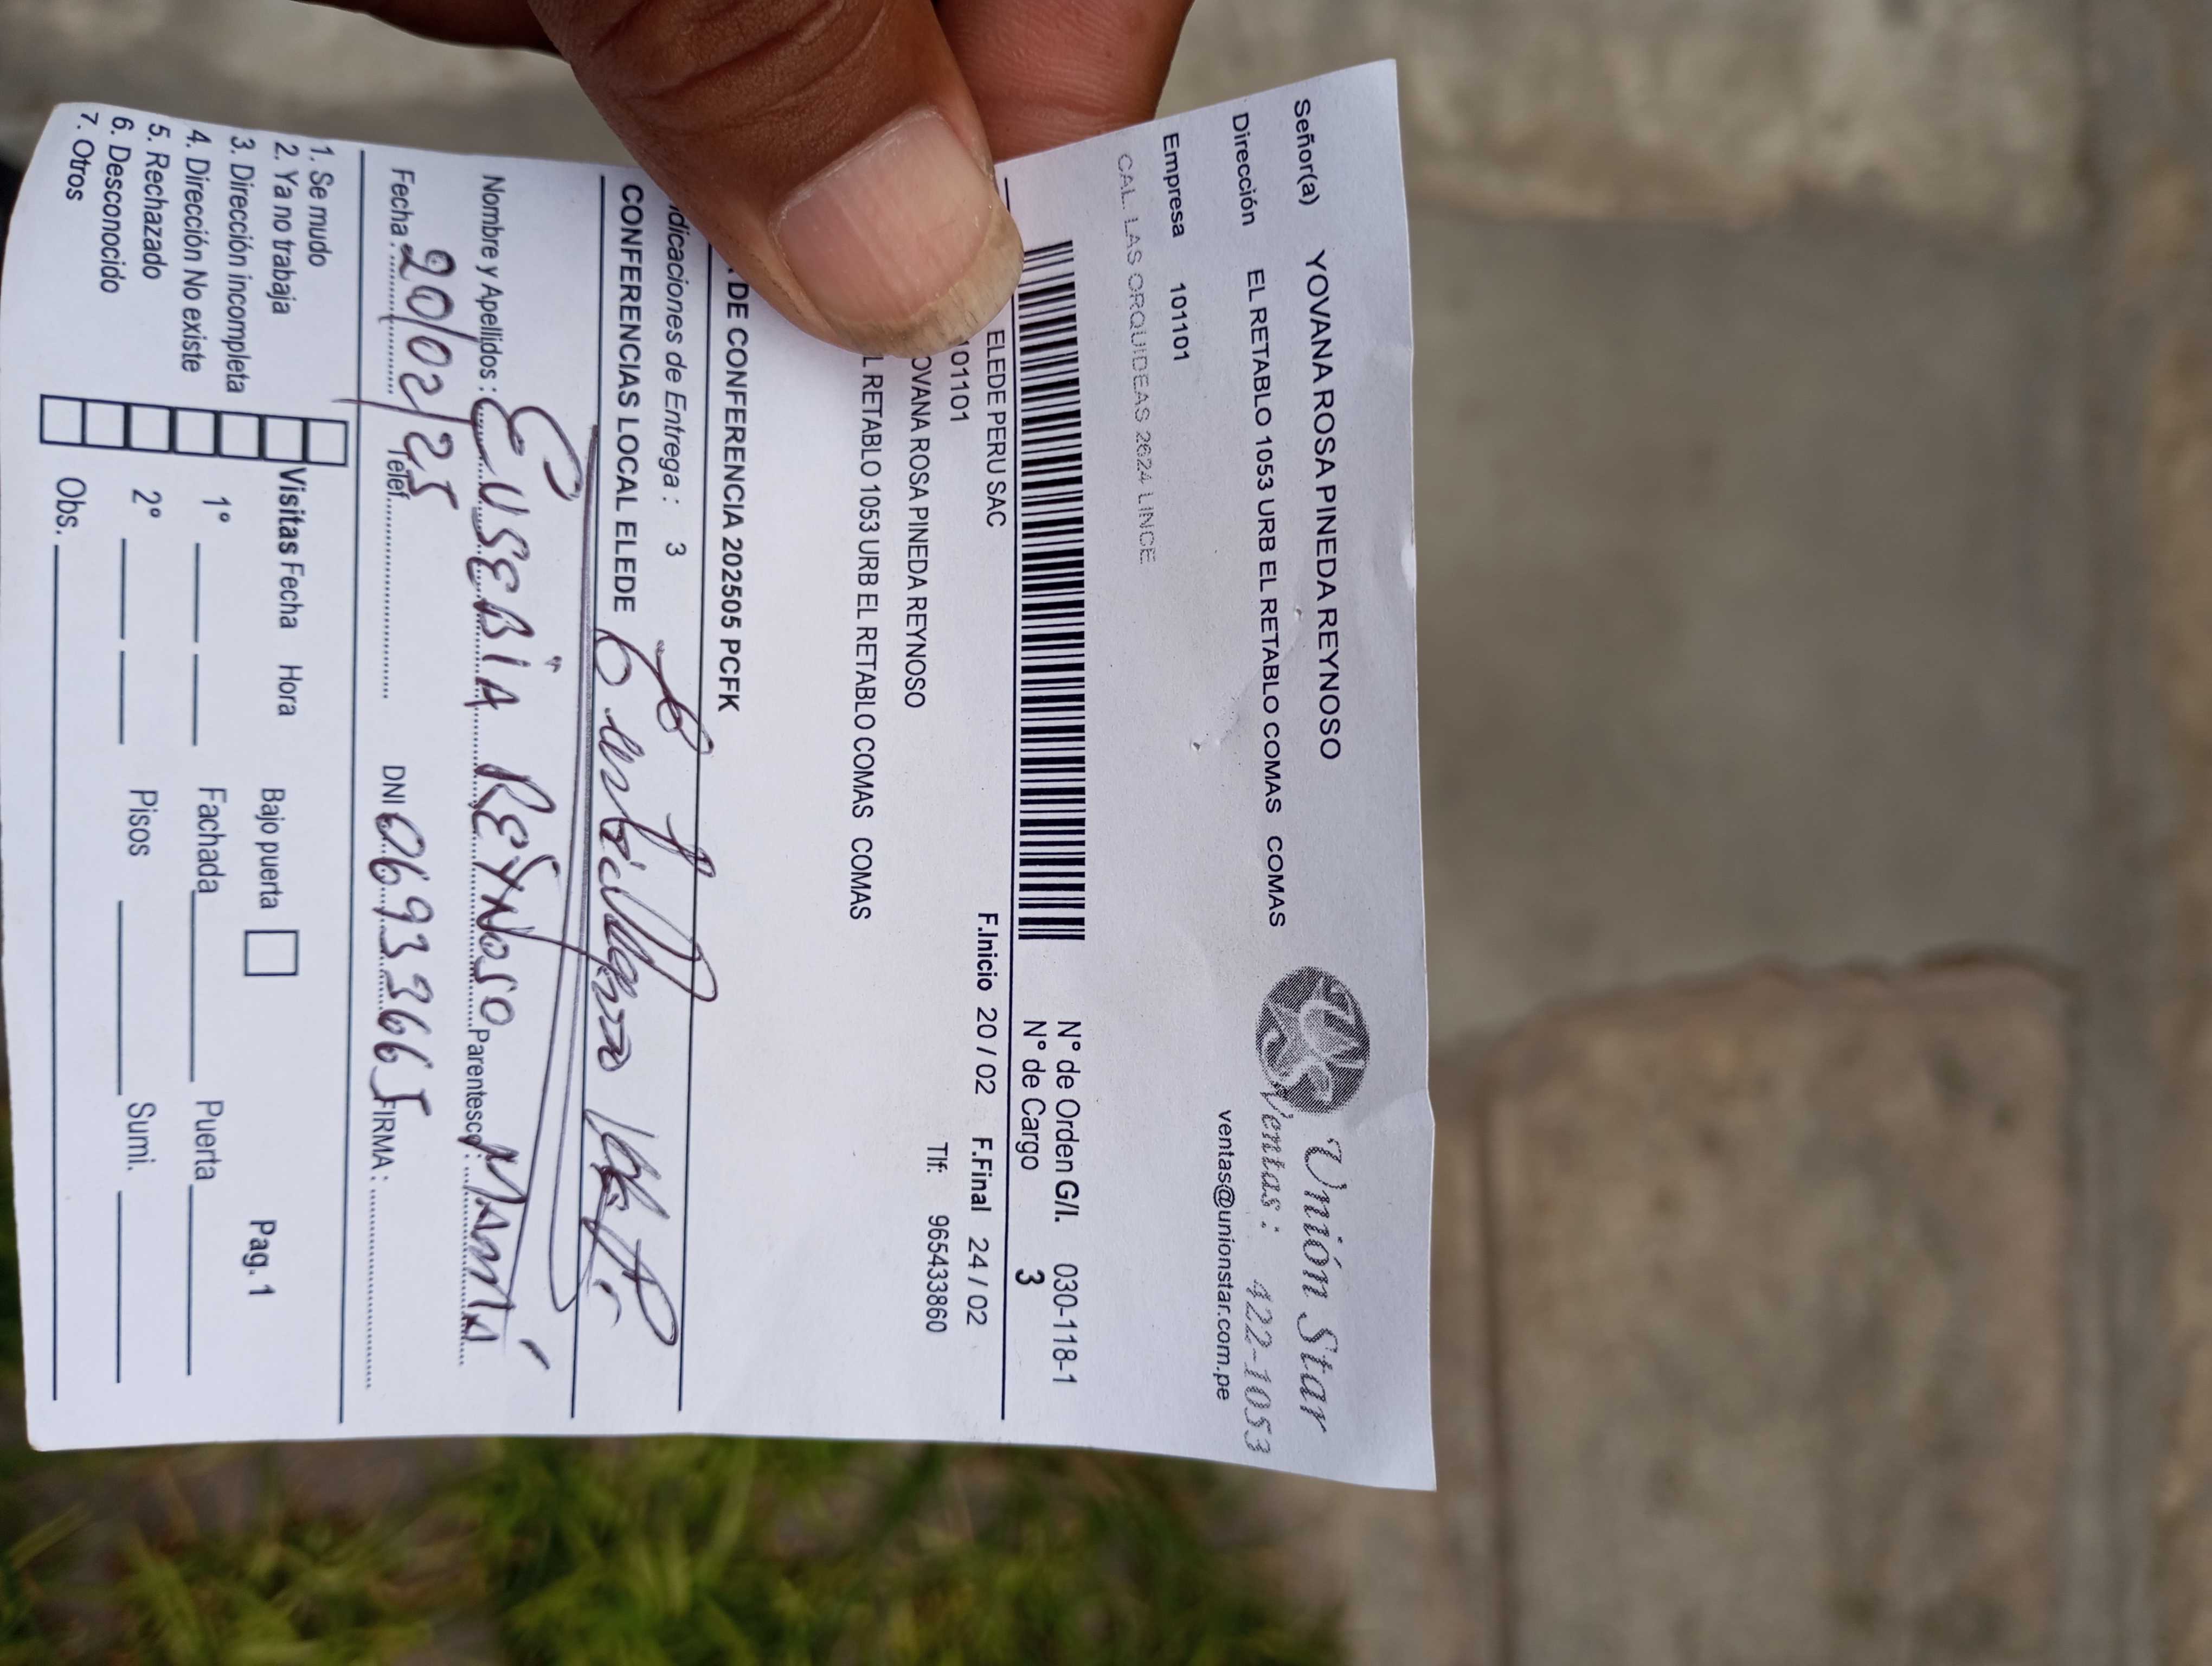 Señor(a) YOVANA ROSA PINEDA REYNOSO
Dirección EL RETABLO 1053 URB EL RETABLO COMAS COMAS
Empresa 101101
CAL. LAS ORQUIDEAS 2624 LINCE
Unión Star
Ventas: 422-1053
ventas@unionstar.com.pe
N° de Orden G/I. 030-118-1
N° de Cargo 3
ELEDE PERU SAC F.Inicio 20 / 02 F.Final 24 / 02
101101 Tlf: 965433860
OVANA ROSA PINEDA REYNOSO
L RETABLO 1053 URB EL RETABLO COMAS COMAS
DE CONFERENCIA 202505 PCFK
dicaciones de Entrega : 3
CONFERENCIAS LOCAL ELEDE
Nombre y Apellidos : EUSEBIA REYNOSO Parentesco: MAMÁ
Fecha : 20/02/25 Telef. DNI 06933665 FIRMA :
1. Se mudo
2. Ya no trabaja
3. Dirección incompleta
4. Dirección No existe
5. Rechazado
6. Desconocido
7. Otros
Visitas Fecha Hora Bajo puerta Pag. 1
1° Fachada Puerta
2° Pisos Sumi.
Obs.